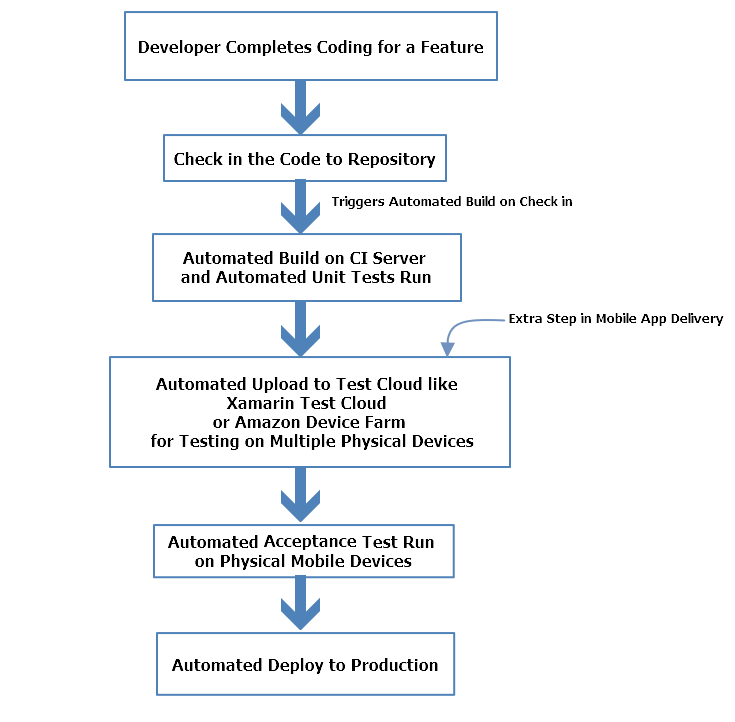 Developer Completes Coding for a Feature
Check in the Code to Repository
Triggers Automated Build on Check in
Automated Build on CI Server
and Automated Unit Tests Run
Extra Step in Mobile App Delivery
Automated Upload to Test Cloud like
Xamarin Test Cloud
or Amazon Device Farm
for Testing on Multiple Physical Devices
Automated Acceptance Test Run
on Physical Mobile Devices
Automated Deploy to Production